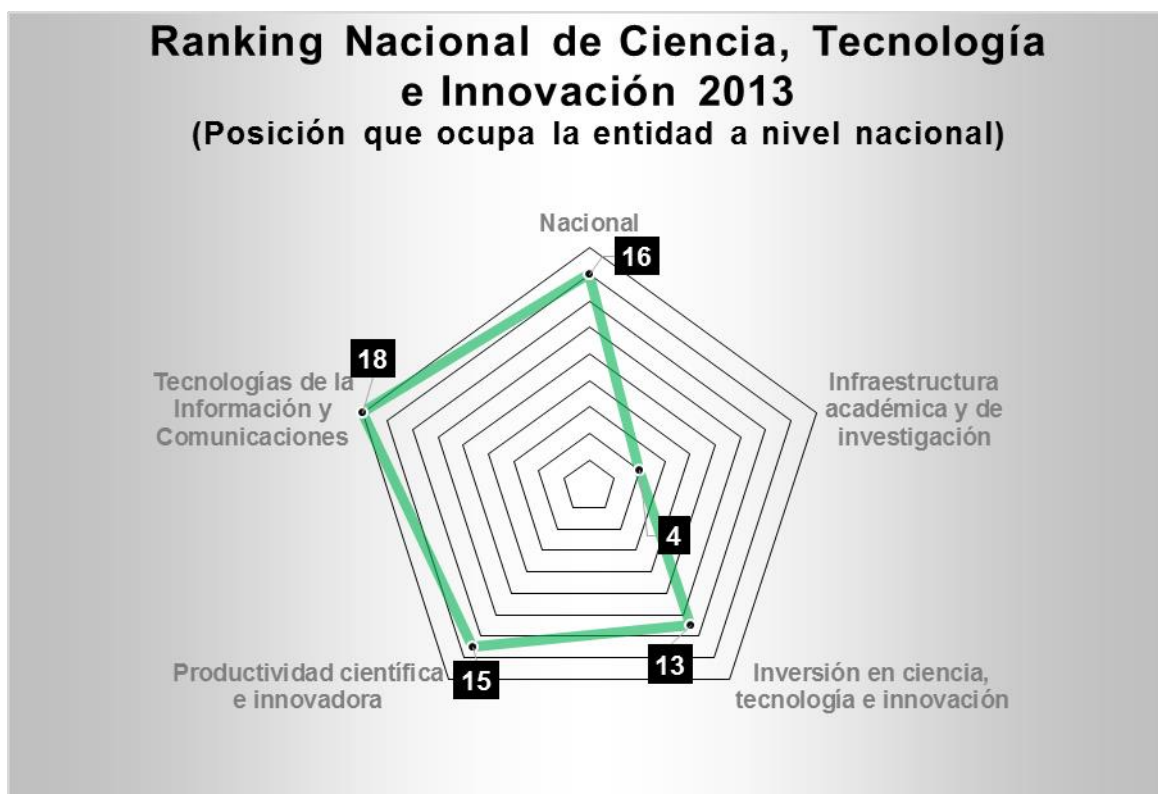 Ranking Nacional de Ciencia, Tecnología
e Innovación 2013
(Posición que ocupa la entidad a nivel nacional)
Nacional
16
18
Tecnologías de la
Información y
Comunicaciones
Infraestructura
académica y de
investigación
4
13
15
Productividad científica
e innovadora
Inversión en ciencia,
tecnología e innovación